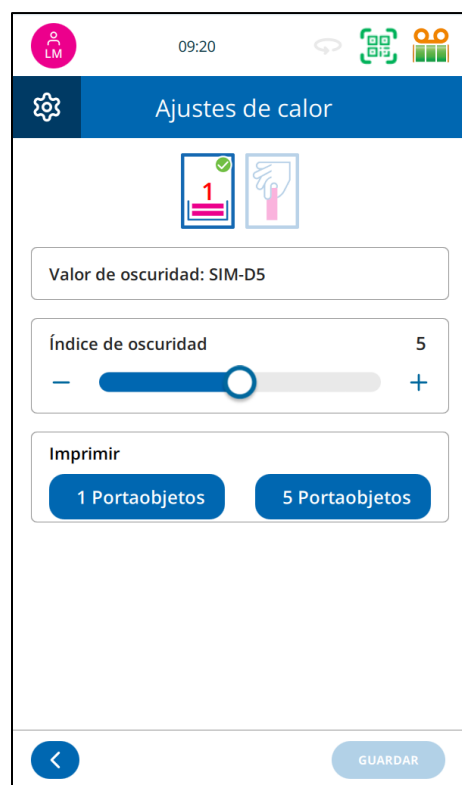 LM
09:20
Ajustes de calor
1
Valor de oscuridad: SIM-D5
Índice de oscuridad 5
− +
Imprimir
1 Portaobjetos 5 Portaobjetos
GUARDAR